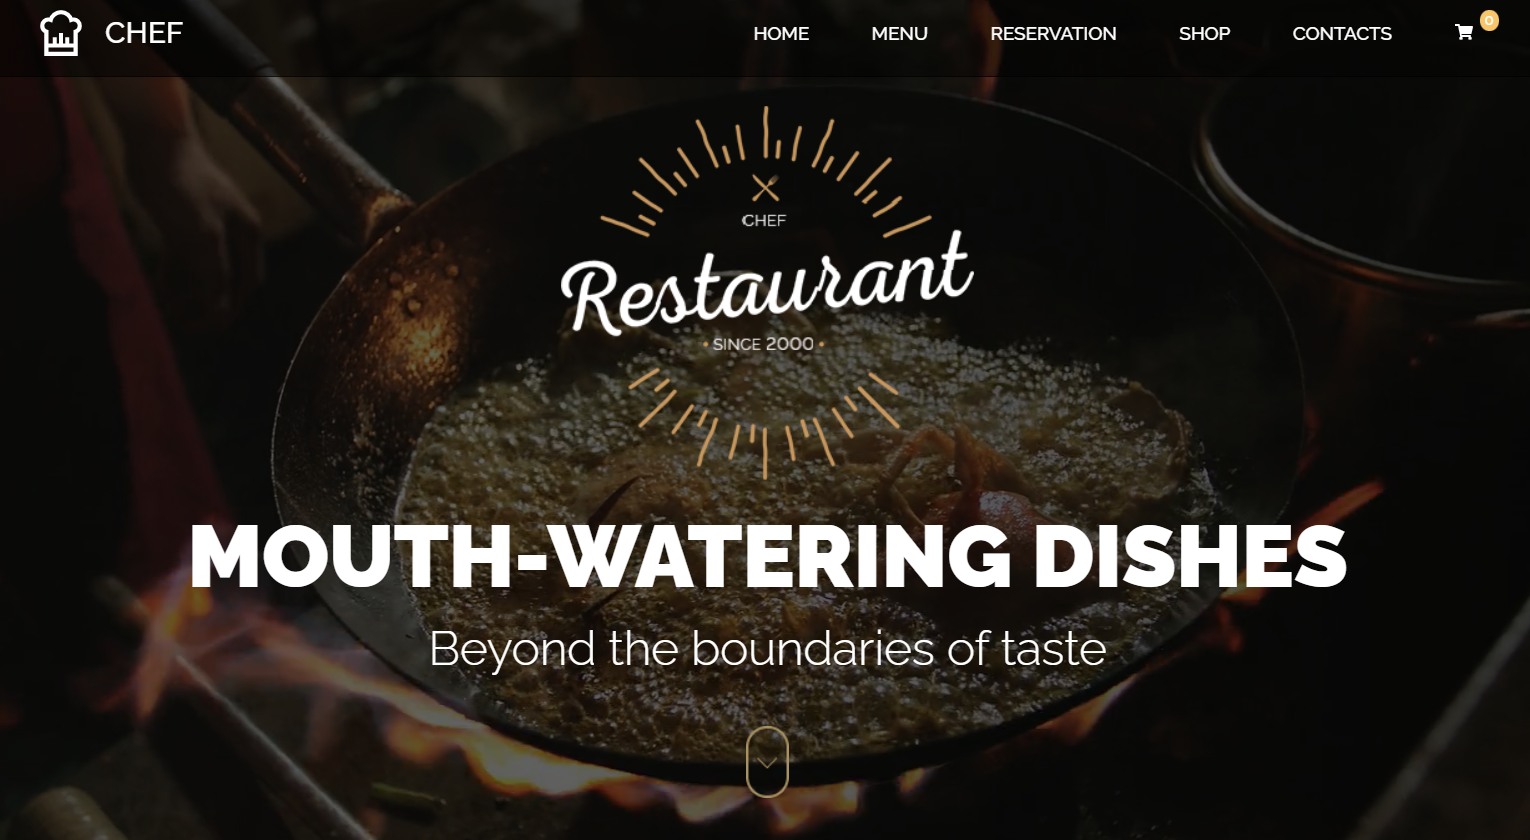 CHEF
HOME MENU RESERVATION SHOP CONTACTS 0
CHEF
Restaurant
• SINCE 2000 •
MOUTH-WATERING DISHES
Beyond the boundaries of taste